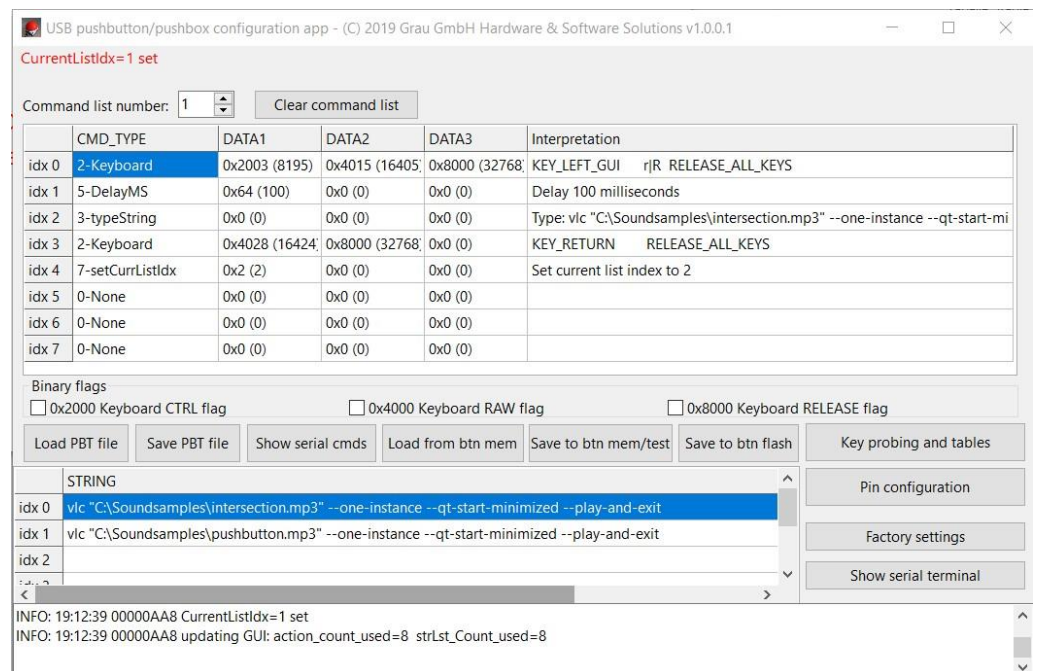 USB pushbutton/pushbox configuration app - (C) 2019 Grau GmbH Hardware & Software Solutions v1.0.0.1
CurrentListIdx=1 set
Command list number: 1 Clear command list
CMD_TYPE DATA1 DATA2 DATA3 Interpretation
idx 0 2-Keyboard 0x2003 (8195) 0x4015 (16405) 0x8000 (32768) KEY_LEFT_GUI r|R RELEASE_ALL_KEYS
idx 1 5-DelayMS 0x64 (100) 0x0 (0) 0x0 (0) Delay 100 milliseconds
idx 2 3-typeString 0x0 (0) 0x0 (0) 0x0 (0) Type: vlc "C:\Soundsamples\intersection.mp3" --one-instance --qt-start-mi
idx 3 2-Keyboard 0x4028 (16424) 0x8000 (32768) 0x0 (0) KEY_RETURN RELEASE_ALL_KEYS
idx 4 7-setCurrListIdx 0x2 (2) 0x0 (0) 0x0 (0) Set current list index to 2
idx 5 0-None 0x0 (0) 0x0 (0) 0x0 (0)
idx 6 0-None 0x0 (0) 0x0 (0) 0x0 (0)
idx 7 0-None 0x0 (0) 0x0 (0) 0x0 (0)
Binary flags
0x2000 Keyboard CTRL flag 0x4000 Keyboard RAW flag 0x8000 Keyboard RELEASE flag
Load PBT file Save PBT file Show serial cmds Load from btn mem Save to btn mem/test Save to btn flash Key probing and tables
STRING
Pin configuration
idx 0 vlc "C:\Soundsamples\intersection.mp3" --one-instance --qt-start-minimized --play-and-exit
idx 1 vlc "C:\Soundsamples\pushbutton.mp3" --one-instance --qt-start-minimized --play-and-exit
Factory settings
idx 2
Show serial terminal
INFO: 19:12:39 00000AA8 CurrentListIdx=1 set
INFO: 19:12:39 00000AA8 updating GUI: action_count_used=8 strLst_Count_used=8